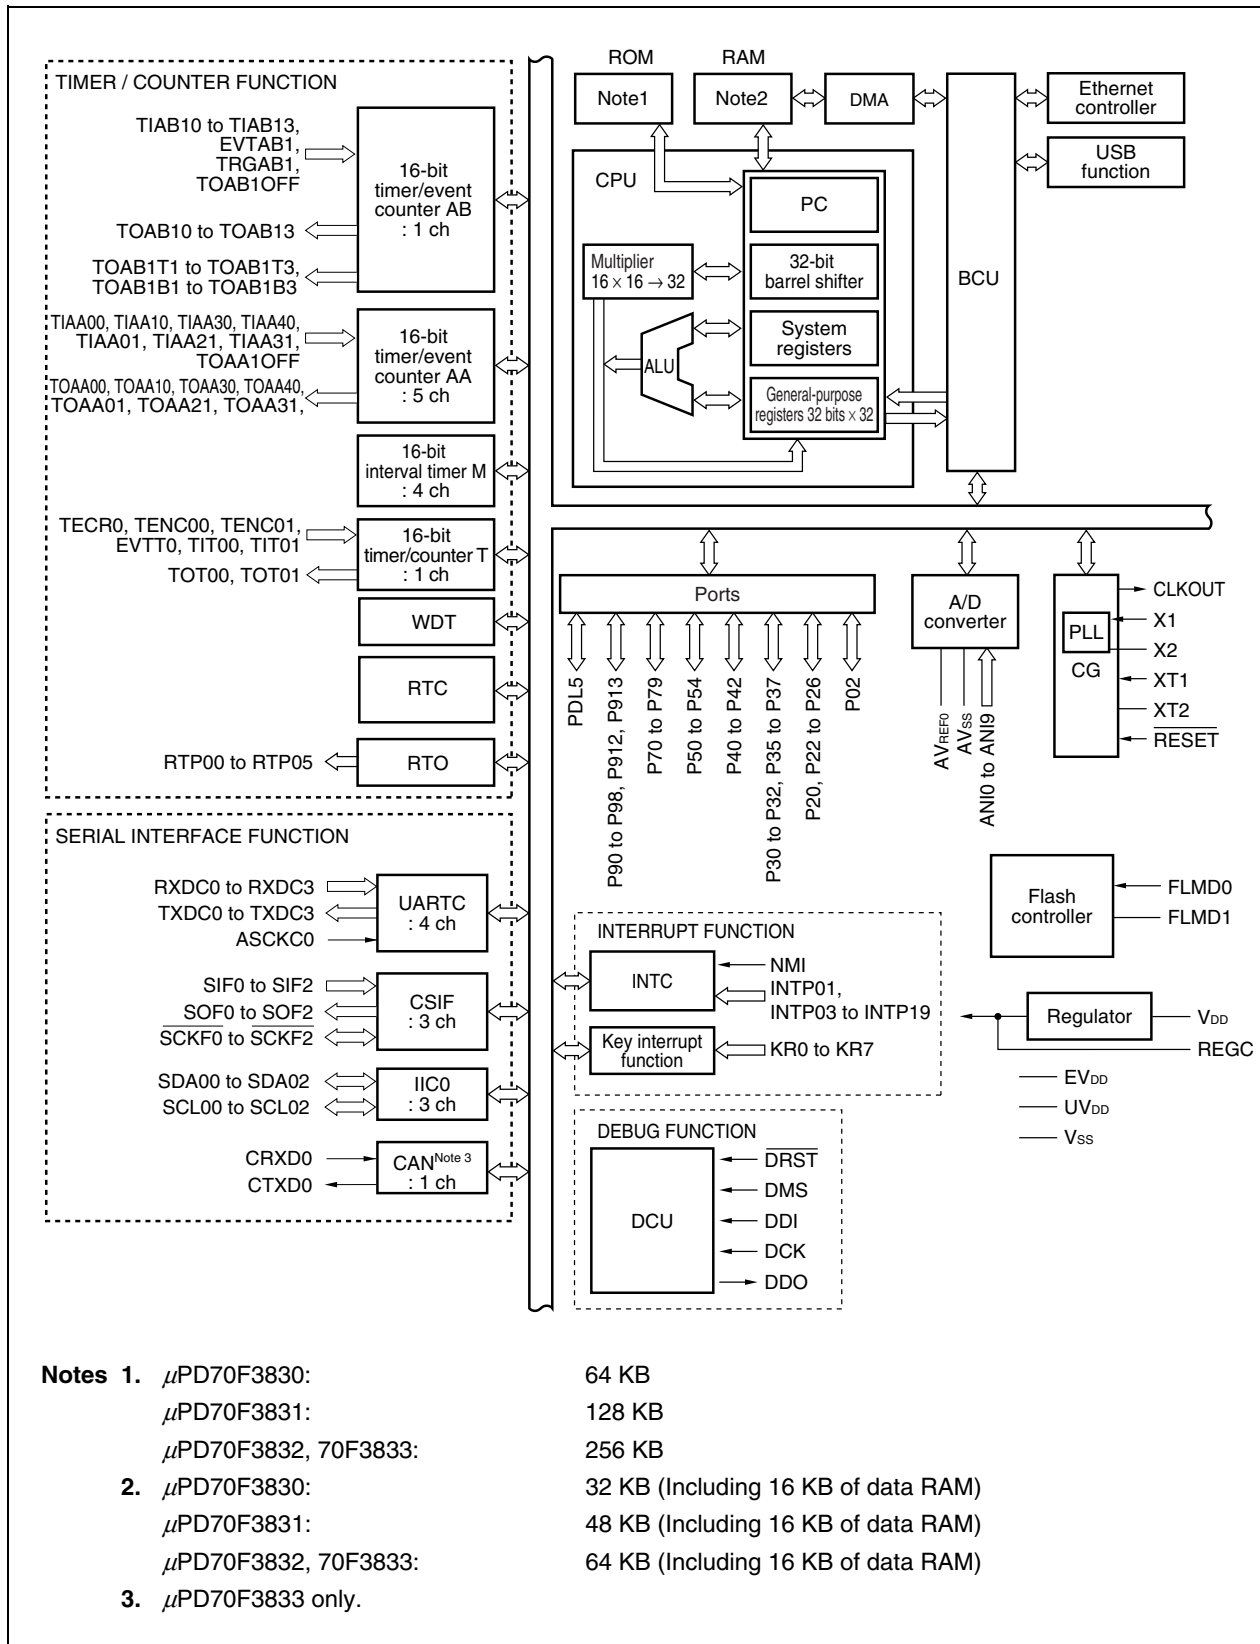 TIMER / COUNTER FUNCTION
TIAB10 to TIAB13,
EVTAB1,
TRGAB1,
TOAB1OFF
TOAB10 to TOAB13
TOAB1T1 to TOAB1T3,
TOAB1B1 to TOAB1B3
16-bit
timer/event
counter AB
: 1 ch
TIAA00, TIAA10, TIAA30, TIAA40,
TIAA01, TIAA21, TIAA31,
TOAA1OFF
TOAA00, TOAA10, TOAA30, TOAA40,
TOAA01, TOAA21, TOAA31,
16-bit
timer/event
counter AA
: 5 ch
16-bit
interval timer M
: 4 ch
TECR0, TENC00, TENC01,
EVTT0, TIT00, TIT01
TOT00, TOT01
16-bit
timer/counter T
: 1 ch
WDT
RTC
RTP00 to RTP05
RTO
SERIAL INTERFACE FUNCTION
RXDC0 to RXDC3
TXDC0 to TXDC3
ASCKC0
UARTC
: 4 ch
SIF0 to SIF2
SOF0 to SOF2
SCKF0 to SCKF2
CSIF
: 3 ch
SDA00 to SDA02
SCL00 to SCL02
IIC0
: 3 ch
CRXD0
CTXD0
CAN Note 3
: 1 ch
ROM
Note1
RAM
Note2
DMA
BCU
Ethernet
controller
USB
function
CPU
PC
Multiplier
16 × 16 → 32
32-bit
barrel shifter
ALU
System
registers
General-purpose
registers 32 bits × 32
Ports
PDL5
P90 to P98, P912, P913
P70 to P79
P50 to P54
P40 to P42
P30 to P32, P35 to P37
P20, P22 to P26
P02
A/D
converter
AVREF0
AVSS
ANI0 to ANI9
PLL
CG
CLKOUT
X1
X2
XT1
XT2
RESET
Flash
controller
FLMD0
FLMD1
INTERRUPT FUNCTION
INTC
NMI
INTP01,
INTP03 to INTP19
Key interrupt
function
KR0 to KR7
Regulator
VDD
REGC
EVDD
UVDD
VSS
DEBUG FUNCTION
DCU
DRST
DMS
DDI
DCK
DDO
Notes 1. μPD70F3830: 64 KB
μPD70F3831: 128 KB
μPD70F3832, 70F3833: 256 KB
2. μPD70F3830: 32 KB (Including 16 KB of data RAM)
μPD70F3831: 48 KB (Including 16 KB of data RAM)
μPD70F3832, 70F3833: 64 KB (Including 16 KB of data RAM)
3. μPD70F3833 only.